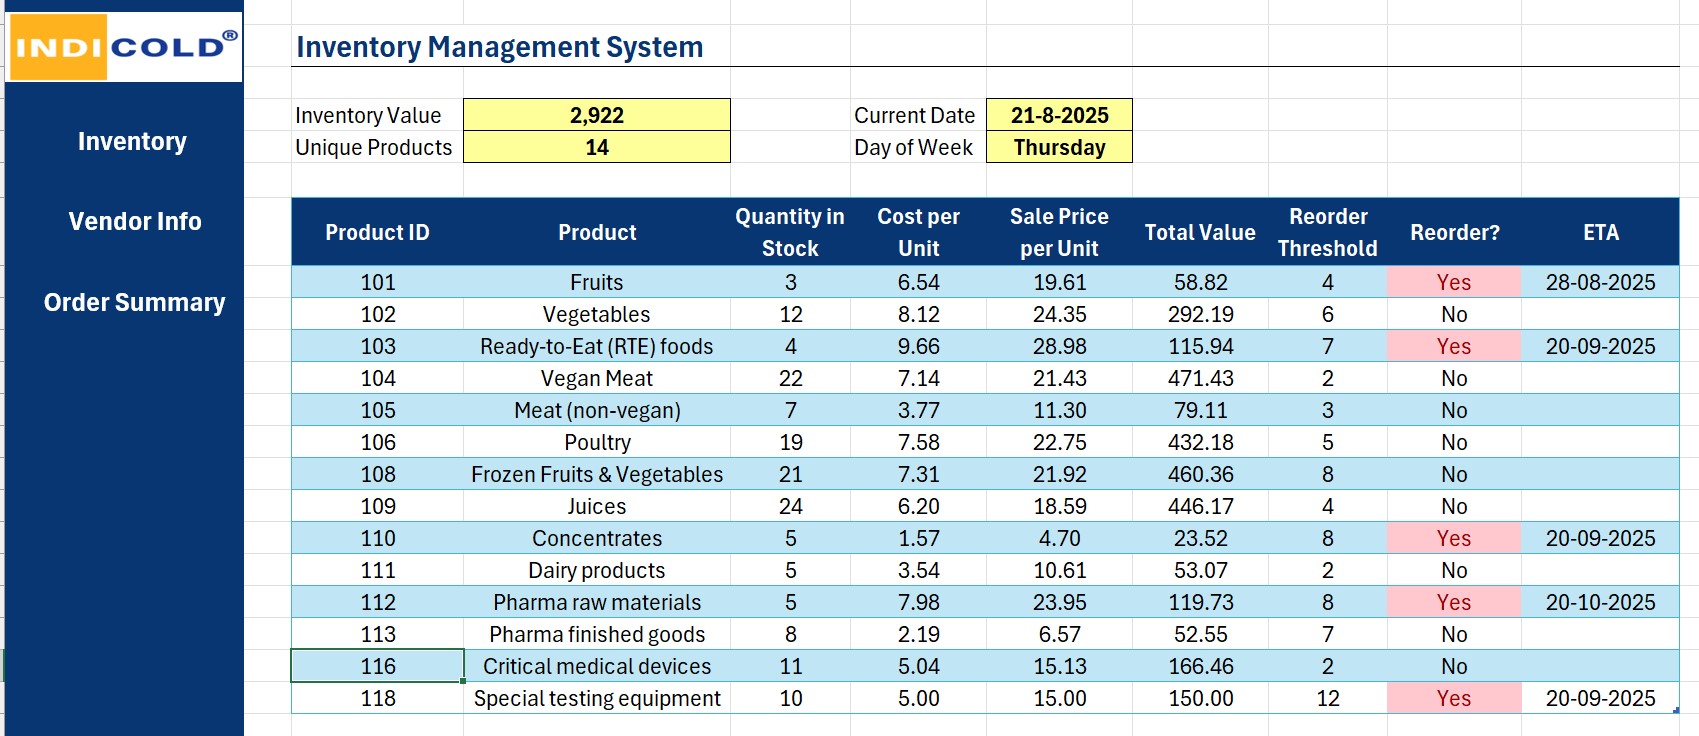 INDICOLD®
Inventory
Vendor Info
Order Summary
Inventory Management System
Inventory Value 2,922 Current Date 21-8-2025
Unique Products 14 Day of Week Thursday
Product ID Product Quantity in Stock Cost per Unit Sale Price per Unit Total Value Reorder Threshold Reorder? ETA
101 Fruits 3 6.54 19.61 58.82 4 Yes 28-08-2025
102 Vegetables 12 8.12 24.35 292.19 6 No
103 Ready-to-Eat (RTE) foods 4 9.66 28.98 115.94 7 Yes 20-09-2025
104 Vegan Meat 22 7.14 21.43 471.43 2 No
105 Meat (non-vegan) 7 3.77 11.30 79.11 3 No
106 Poultry 19 7.58 22.75 432.18 5 No
108 Frozen Fruits & Vegetables 21 7.31 21.92 460.36 8 No
109 Juices 24 6.20 18.59 446.17 4 No
110 Concentrates 5 1.57 4.70 23.52 8 Yes 20-09-2025
111 Dairy products 5 3.54 10.61 53.07 2 No
112 Pharma raw materials 5 7.98 23.95 119.73 8 Yes 20-10-2025
113 Pharma finished goods 8 2.19 6.57 52.55 7 No
116 Critical medical devices 11 5.04 15.13 166.46 2 No
118 Special testing equipment 10 5.00 15.00 150.00 12 Yes 20-09-2025